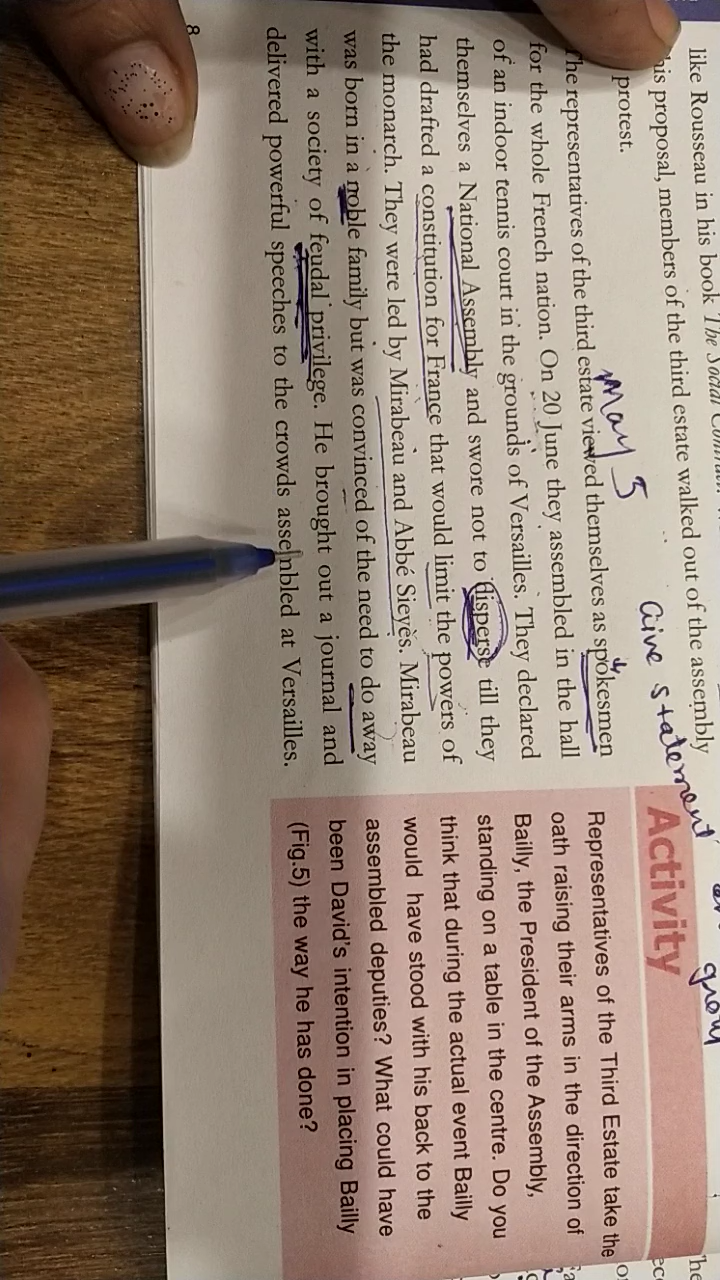 like Rousseau in his book The Social
his proposal, members of the third estate walked out of the assembly
protest.
May 5
Give statement
The representatives of the third estate viewed themselves as spokesmen
for the whole French nation. On 20 June they assembled in the hall
of an indoor tennis court in the grounds of Versailles. They declared
themselves a National Assembly and swore not to disperse till they
had drafted a constitution for France that would limit the powers of
the monarch. They were led by Mirabeau and Abbé Sieyès. Mirabeau
was born in a noble family but was convinced of the need to do away
with a society of feudal privilege. He brought out a journal and
delivered powerful speeches to the crowds assembled at Versailles.
8
Activity
Representatives of the Third Estate take the
oath raising their arms in the direction of
Bailly, the President of the Assembly,
standing on a table in the centre. Do you
think that during the actual event Bailly
would have stood with his back to the
assembled deputies? What could have
been David's intention in placing Bailly
(Fig.5) the way he has done?